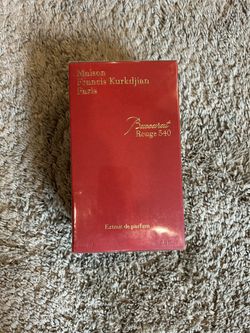 Maison
Francis Kurkdjian
Paris
Baccarat
Rouge 540
Extrait de parfum